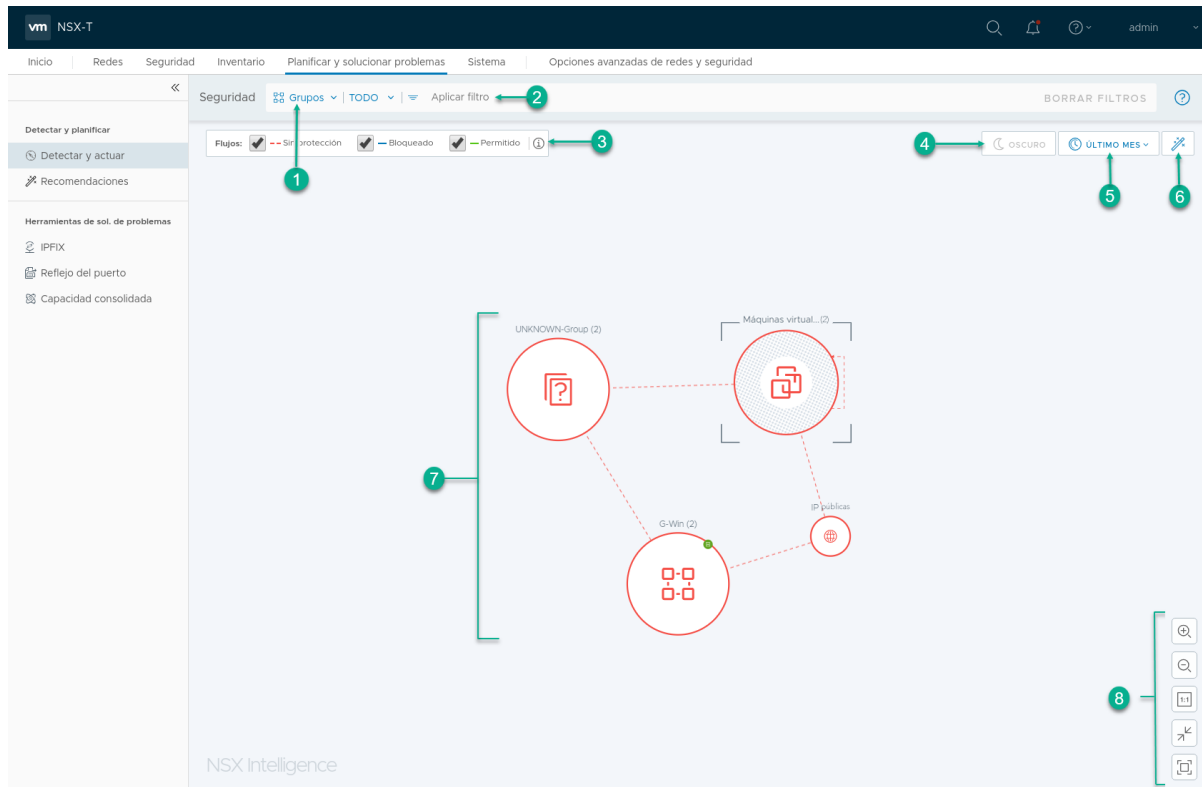 vm NSX-T admin
Inicio Redes Seguridad Inventario Planificar y solucionar problemas Sistema Opciones avanzadas de redes y seguridad
Seguridad Grupos TODO Aplicar filtro 2 BORRAR FILTROS
Detectar y planificar
Detectar y actuar
Recomendaciones
Herramientas de sol. de problemas
IPFIX
Reflejo del puerto
Capacidad consolidada
Flujos: Sin protección Bloqueado Permitido 3 4 OSCURO ÚLTIMO MES
1 5 6
Máquinas virtual...(2)
UNKNOWN-Group (2)
?
7
IP públicas
G-Win (2)
R
8 1:1
NSX Intelligence